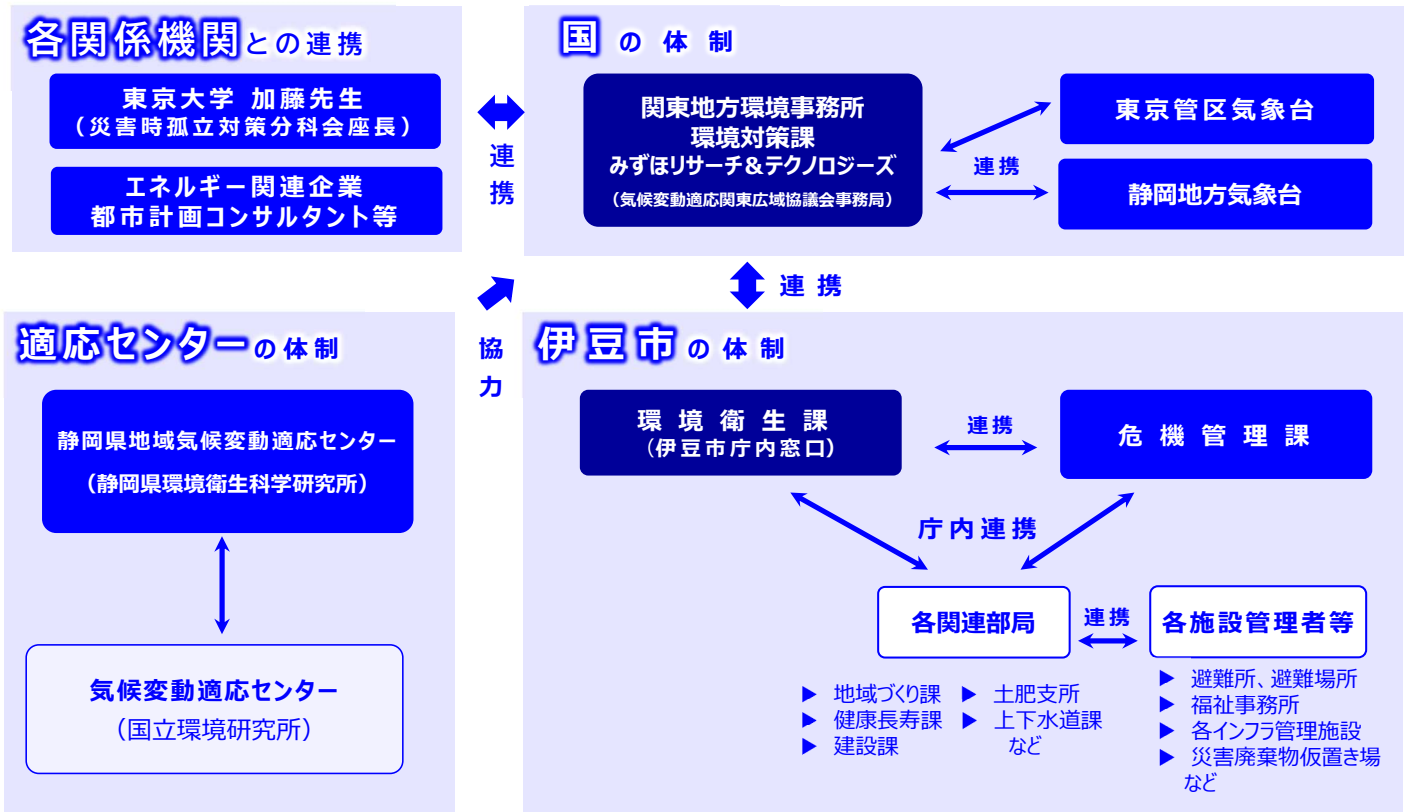 各関係機関との連携
東京大学 加藤先生
（災害時孤立対策分科会座長）
エネルギー関連企業
都市計画コンサルタント等
連携
国の体制
関東地方環境事務所
環境対策課
みずほリサーチ＆テクノロジーズ
（気候変動適応関東広域協議会事務局）
連携
東京管区気象台
静岡地方気象台
連携
協力
適応センターの体制
静岡県地域気候変動適応センター
（静岡県環境衛生科学研究所）
気候変動適応センター
（国立環境研究所）
伊豆市の体制
環境衛生課
（伊豆市庁内窓口）
連携
危機管理課
庁内連携
各関連部局
連携
各施設管理者等
▶ 地域づくり課
▶ 健康長寿課
▶ 建設課
▶ 土肥支所
▶ 上下水道課
など
▶ 避難所、避難場所
▶ 福祉事務所
▶ 各インフラ管理施設
▶ 災害廃棄物仮置き場
など